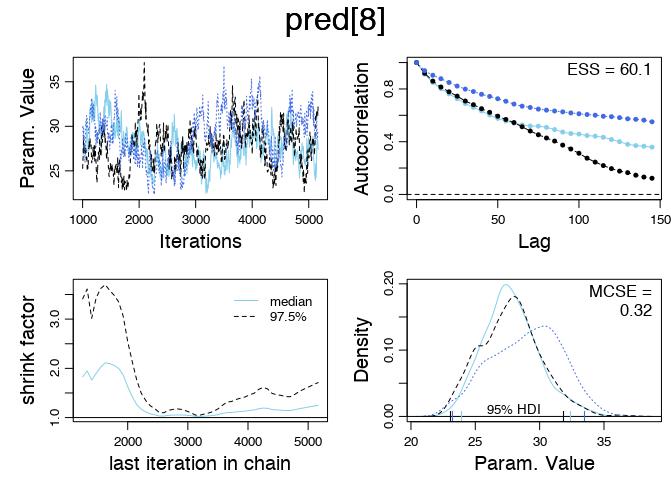 pred[8]
Param. Value
25 30 35
1000 2000 3000 4000 5000
Iterations
Autocorrelation
0.0 0.4 0.8
ESS = 60.1
0 50 100 150
Lag
shrink factor
1.0 2.0 3.0
median
97.5%
2000 3000 4000 5000
last iteration in chain
Density
0.00 0.10 0.20
MCSE =
0.32
95% HDI
20 25 30 35
Param. Value